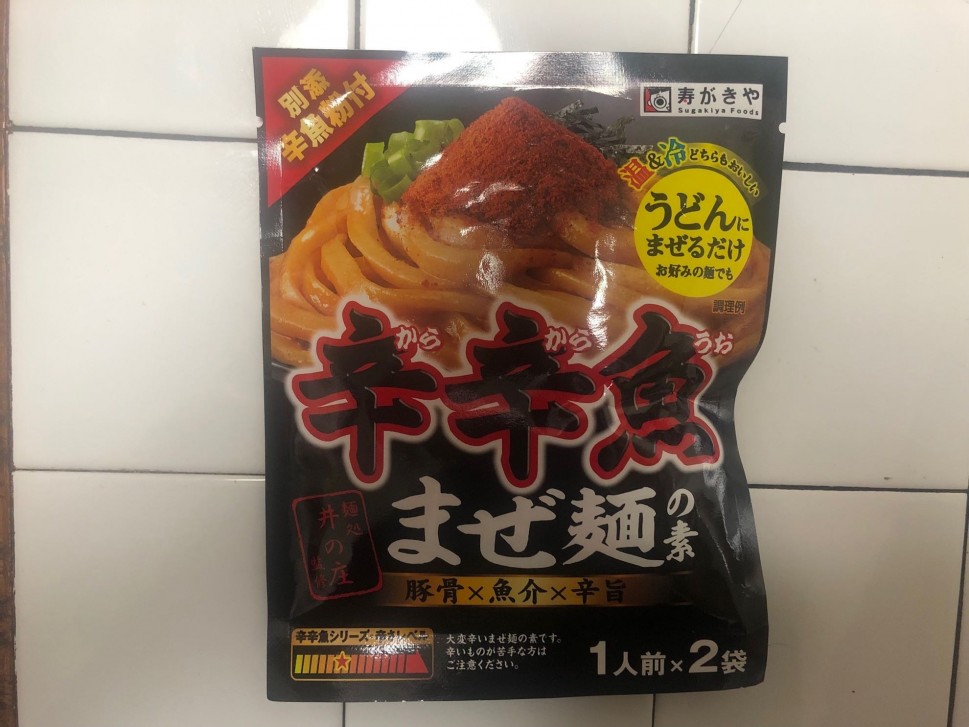 別添
辛魚粉付
寿がきや
Sugakiya Foods
温&冷どちらもおいしい
うどんに
まぜるだけ
お好みの麺でも
調理例
から から うお
辛辛魚
まぜ麺の素
麺処
井の庄
監修
豚骨×魚介×辛旨
辛辛魚シリーズ 辛さレベル
大変辛いまぜ麺の素です。
辛いものが苦手な方は
ご注意ください。
1人前×2袋